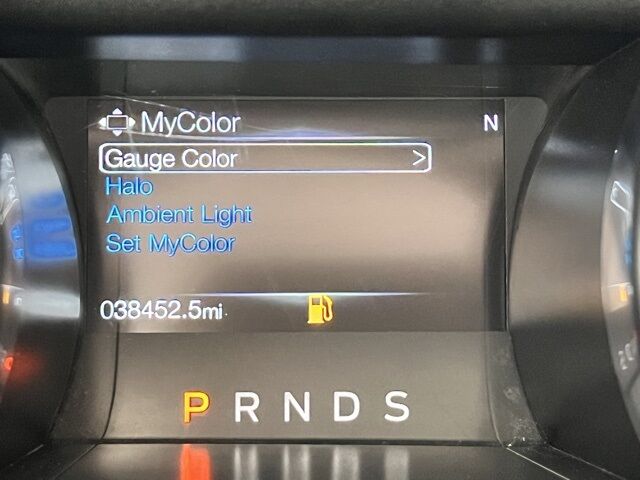 MyColor N
Gauge Color >
Halo
Ambient Light
Set MyColor
038452.5mi
P R N D S